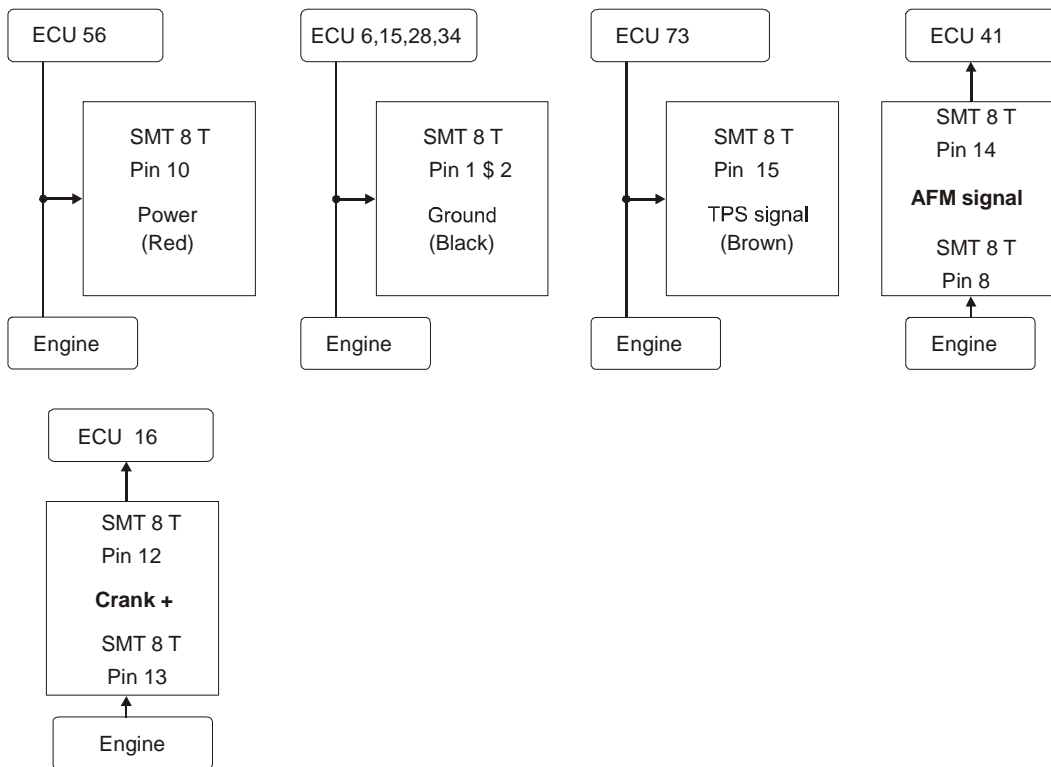 ECU 56
SMT 8 T
Pin 10
Power
(Red)
Engine
ECU 6,15,28,34
SMT 8 T
Pin 1 $ 2
Ground
(Black)
Engine
ECU 73
SMT 8 T
Pin 15
TPS signal
(Brown)
Engine
ECU 41
SMT 8 T
Pin 14
AFM signal
SMT 8 T
Pin 8
Engine
ECU 16
SMT 8 T
Pin 12
Crank +
SMT 8 T
Pin 13
Engine